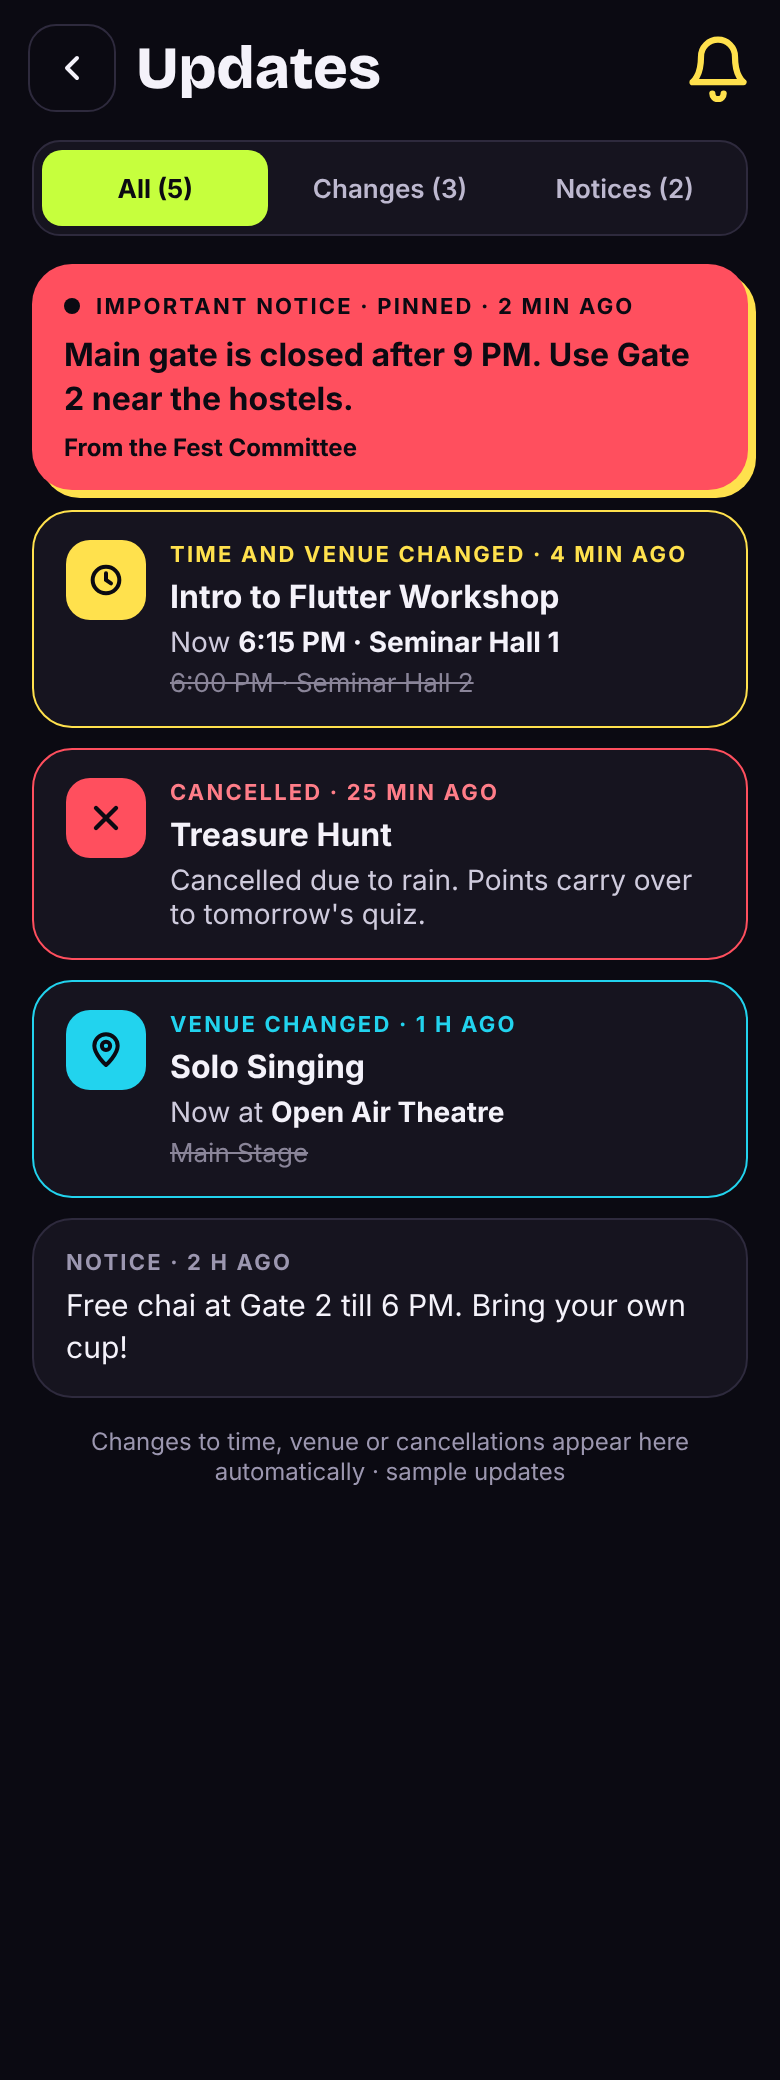 Updates
All (5)
Changes (3)
Notices (2)
IMPORTANT NOTICE · PINNED · 2 MIN AGO
Main gate is closed after 9 PM. Use Gate
2 near the hostels.
From the Fest Committee
TIME AND VENUE CHANGED · 4 MIN AGO
Intro to Flutter Workshop
Now 6:15 PM · Seminar Hall 1
6:00 PM · Seminar Hall 2
CANCELLED · 25 MIN AGO
Treasure Hunt
Cancelled due to rain. Points carry over
to tomorrow's quiz.
VENUE CHANGED · 1 H AGO
Solo Singing
Now at Open Air Theatre
Main Stage
NOTICE · 2 H AGO
Free chai at Gate 2 till 6 PM. Bring your own
cup!
Changes to time, venue or cancellations appear here
automatically · sample updates